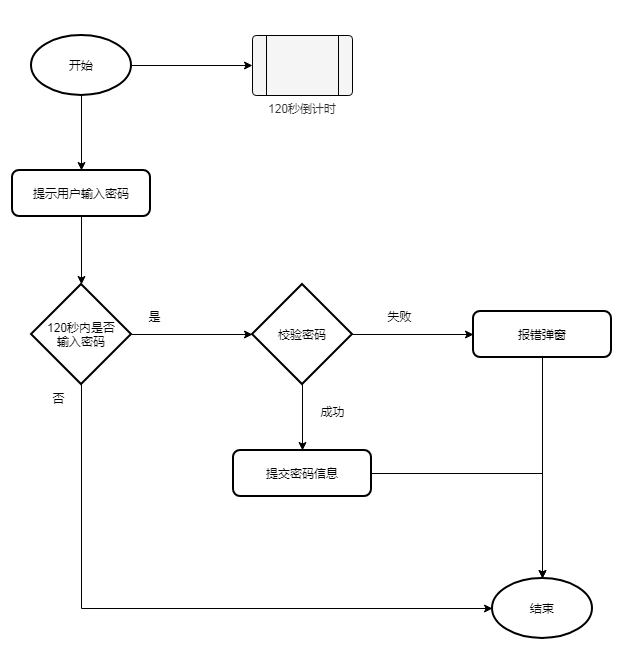 开始
120秒倒计时
提示用户输入密码
120秒内是否
输入密码
是
校验密码
失败
报错弹窗
否
成功
提交密码信息
结束